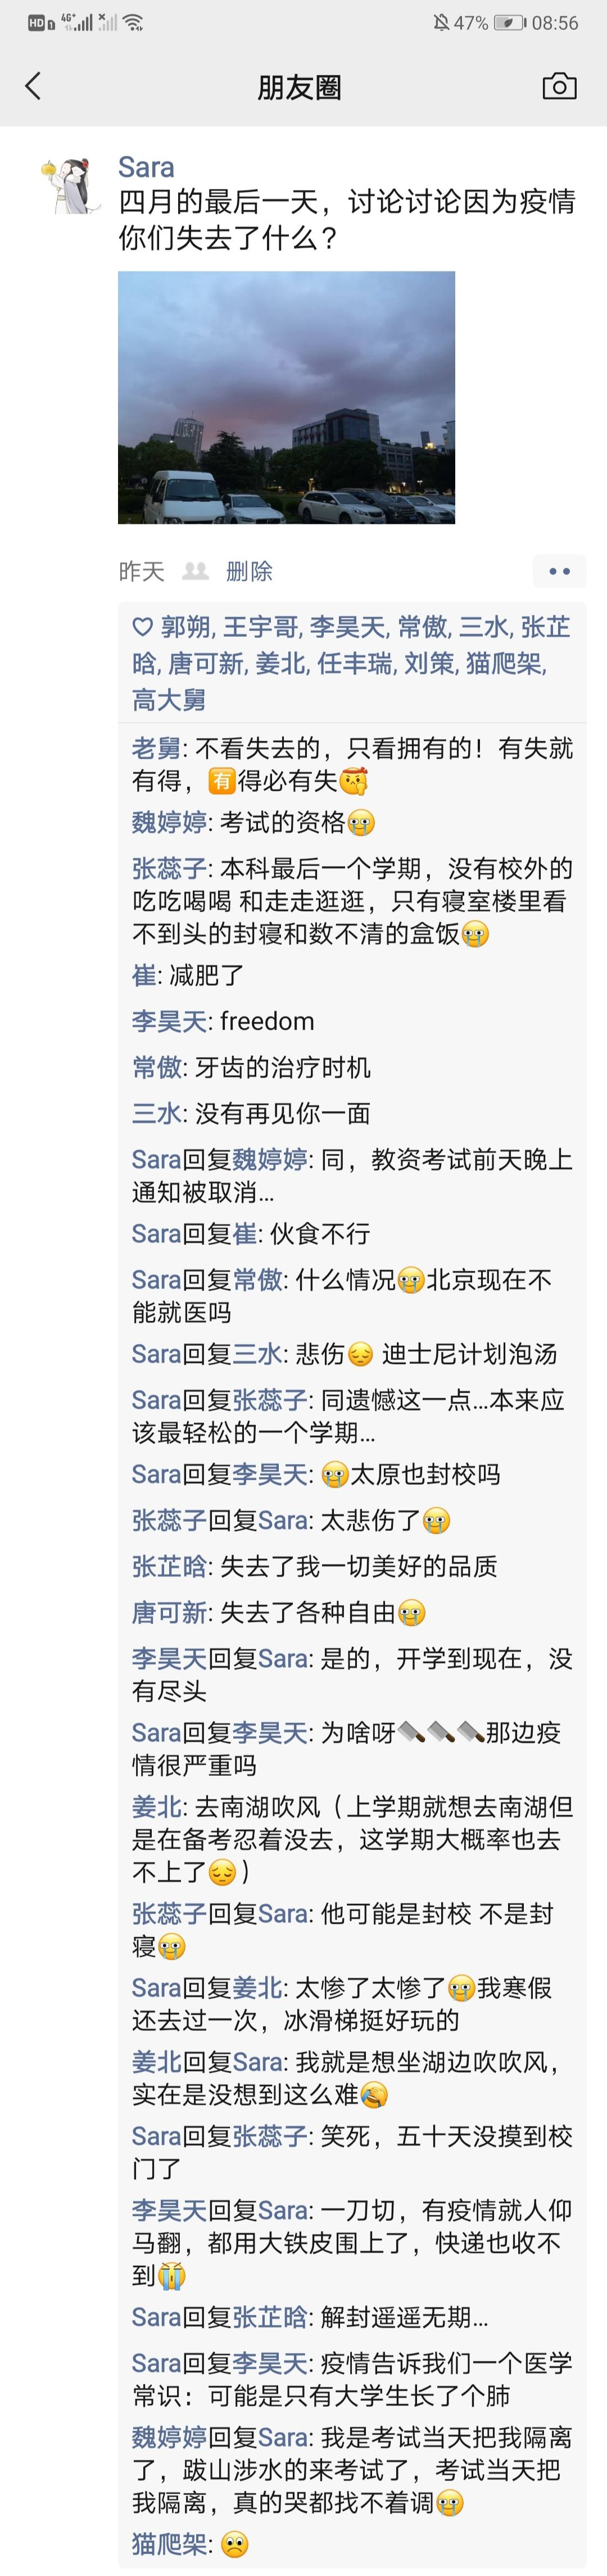 HD 1 4G+ 47% 08:56
朋友圈
Sara
四月的最后一天，讨论讨论因为疫情
你们失去了什么？
昨天 删除
郭朔, 王宇哥, 李昊天, 常傲, 三水, 张芷
晗, 唐可新, 姜北, 任丰瑞, 刘策, 猫爬架,
高大舅
老舅: 不看失去的，只看拥有的！有失就
有得，🈶得必有失
魏婷婷: 考试的资格😭
张蕊子: 本科最后一个学期，没有校外的
吃吃喝喝 和走走逛逛，只有寝室楼里看
不到头的封寝和数不清的盒饭
崔: 减肥了
李昊天: freedom
常傲: 牙齿的治疗时机
三水: 没有再见你一面
Sara回复魏婷婷: 同，教资考试前天晚上
通知被取消...
Sara回复崔: 伙食不行
Sara回复常傲: 什么情况北京现在不
能就医吗
Sara回复三水: 悲伤😔 迪士尼计划泡汤
Sara回复张蕊子: 同遗憾这一点...本来应
该最轻松的一个学期...
Sara回复李昊天: 太原也封校吗
张蕊子回复Sara: 太悲伤了
张芷晗: 失去了我一切美好的品质
唐可新: 失去了各种自由
李昊天回复Sara: 是的，开学到现在，没
有尽头
Sara回复李昊天: 为啥呀🔪🔪🔪那边疫
情很严重吗
姜北: 去南湖吹风（上学期就想去南湖但
是在备考忍着没去，这学期大概率也去
不上了😔）
张蕊子回复Sara: 他可能是封校 不是封
寝
Sara回复姜北: 太惨了太惨了我寒假
还去过一次，冰滑梯挺好玩的
姜北回复Sara: 我就是想坐湖边吹吹风，
实在是没想到这么难
Sara回复张蕊子: 笑死，五十天没摸到校
门了
李昊天回复Sara: 一刀切，有疫情就人仰
马翻，都用大铁皮围上了，快递也收不
到😭
Sara回复张芷晗: 解封遥遥无期...
Sara回复李昊天: 疫情告诉我们一个医学
常识：可能是只有大学生长了个肺
魏婷婷回复Sara: 我是考试当天把我隔离
了，跋山涉水的来考试了，考试当天把
我隔离，真的哭都找不着调
猫爬架: 🙁